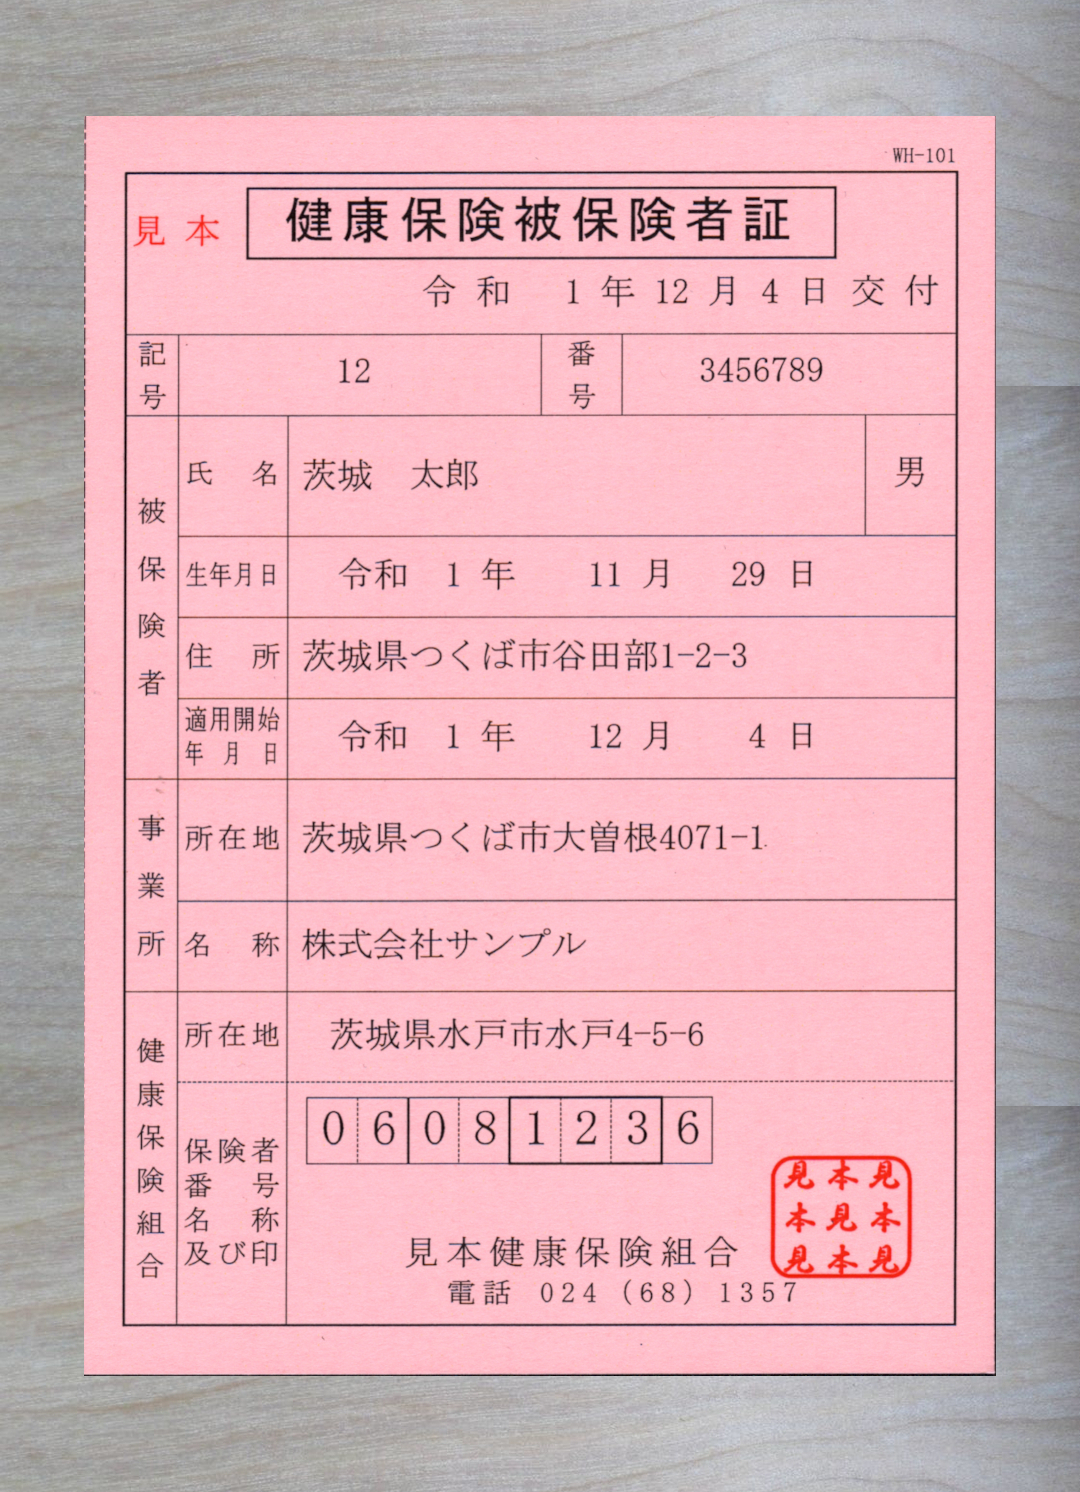 WH-101
見本 健康保険被保険者証
令和 1年 12月 4日 交付
記号 12 番号 3456789
被保険者
氏名 茨城 太郎 男
生年月日 令和 1年 11月 29日
住所 茨城県つくば市谷田部1-2-3
適用開始年月日 令和 1年 12月 4日
事業所
所在地 茨城県つくば市大曽根4071-1
名称 株式会社サンプル
健康保険組合
所在地 茨城県水戸市水戸4-5-6
保険者番号名称及び印 06081236
見本健康保険組合
電話 024(68)1357
見本見
本見本
見本見